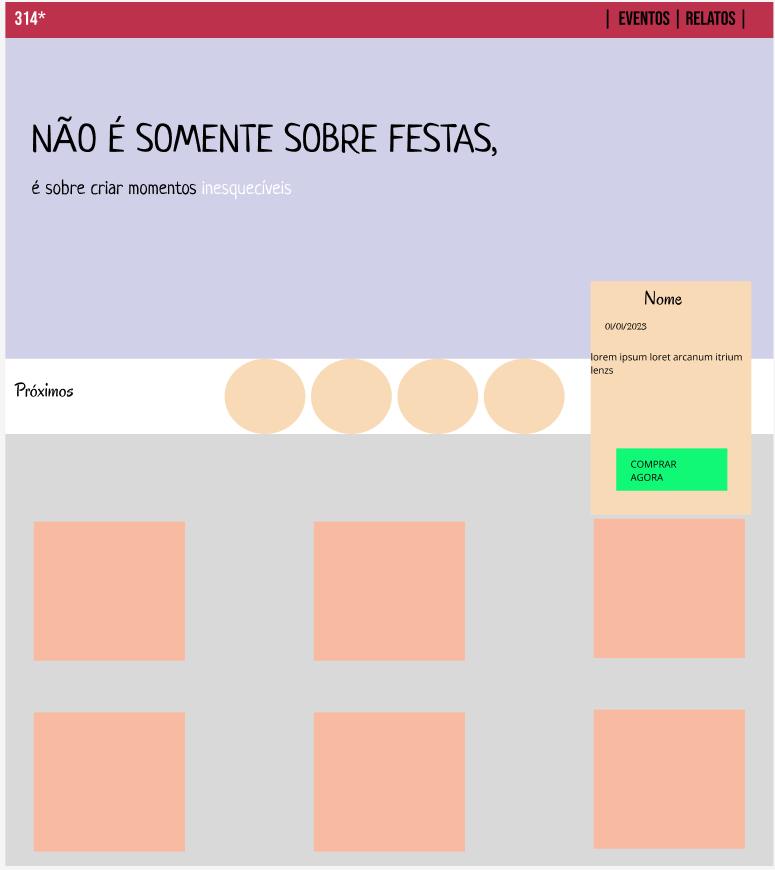 314*
| EVENTOS | RELATOS |
NÃO É SOMENTE SOBRE FESTAS,
é sobre criar momentos inesquecíveis
Nome
01/01/2023
lorem ipsum loret arcanum itrium
lenzs
Próximos
COMPRAR
AGORA